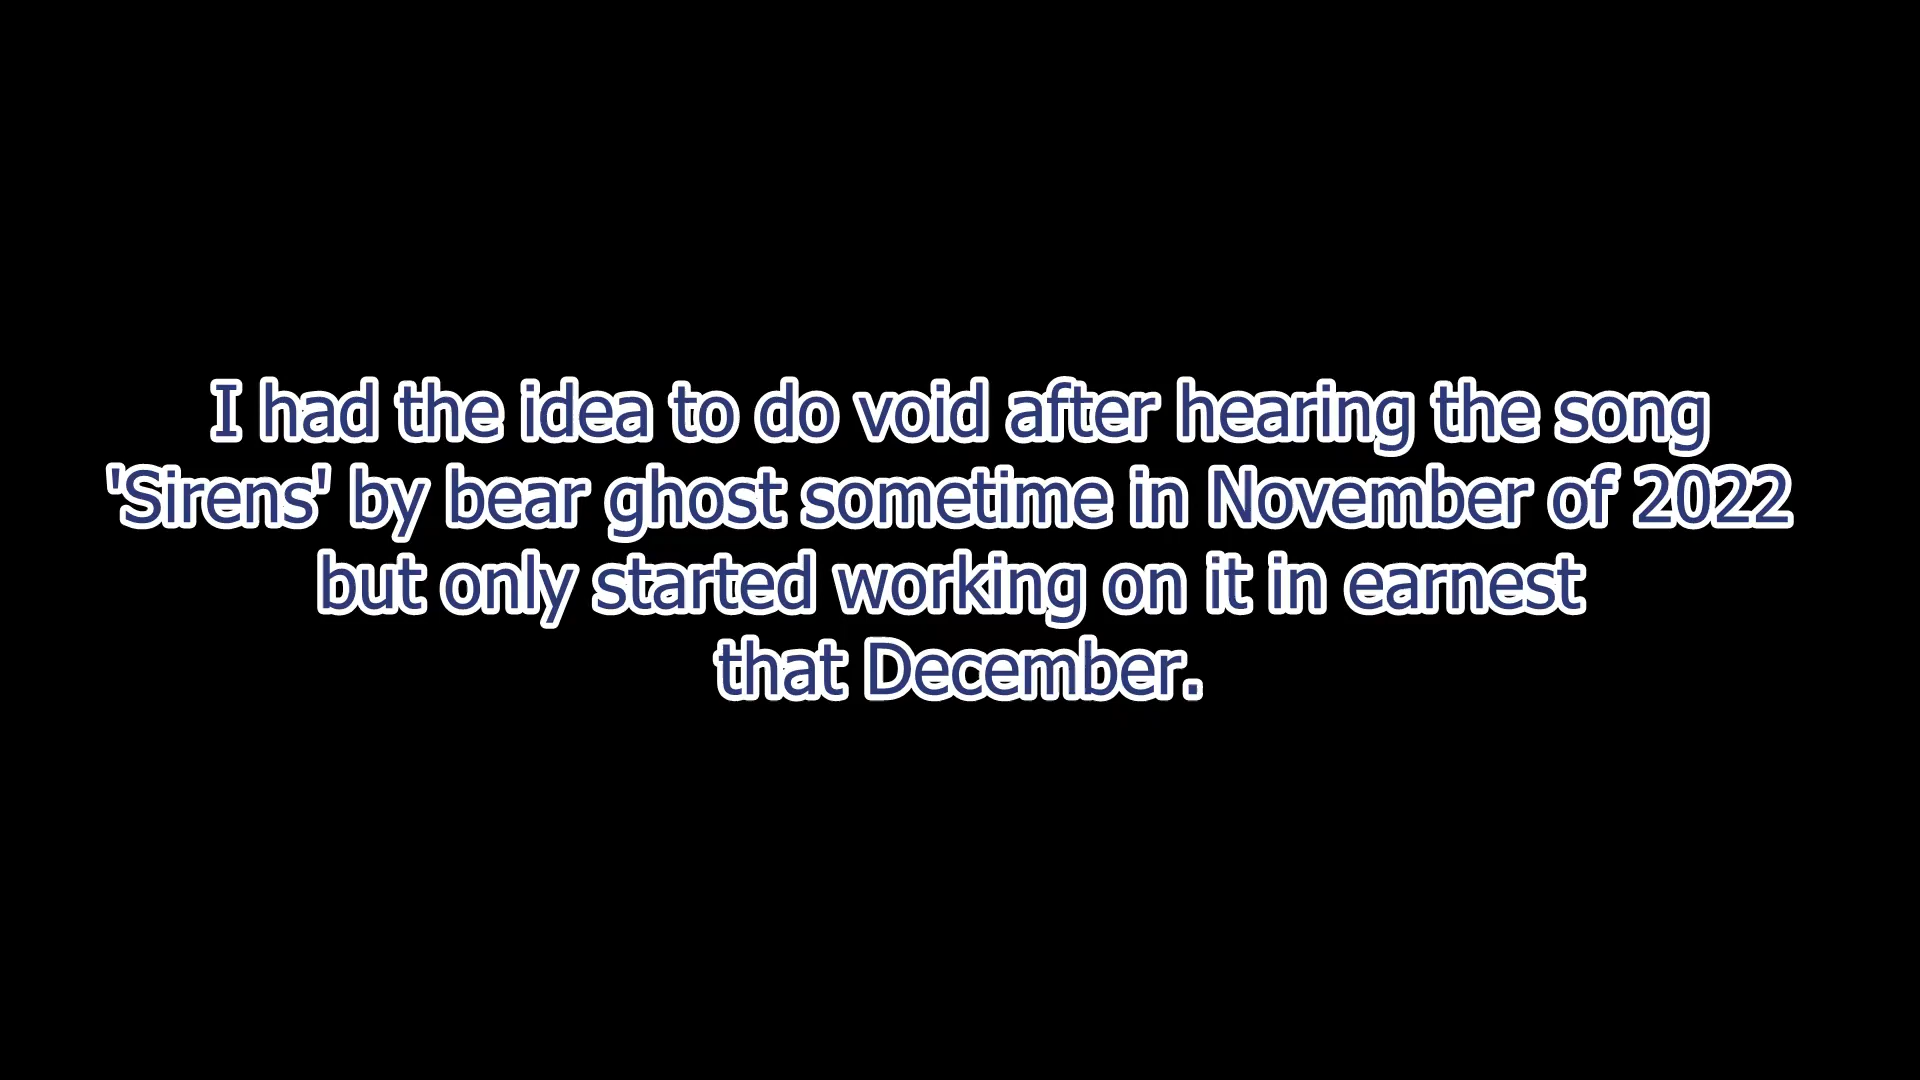 I had the idea to do void after hearing the song
'Sirens' by bear ghost sometime in November of 2022
but only started working on it in earnest
that December.